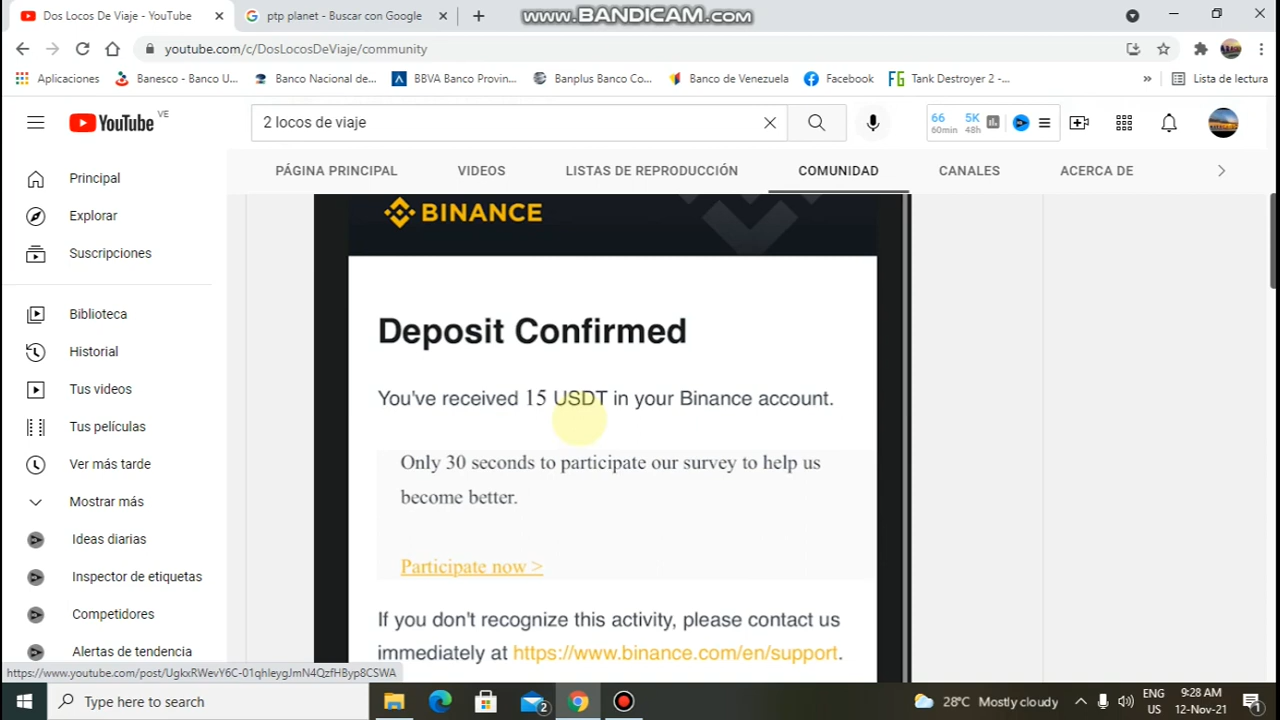 Dos Locos De Viaje - YouTube
ptp planet - Buscar con Google
www.BANDICAM.com
youtube.com/c/DosLocosDeViaje/community
Aplicaciones
Banesco - Banco U...
Banco Nacional de...
BBVA Banco Provin...
Banplus Banco Co...
Banco de Venezuela
Facebook
FG Tank Destroyer 2 -...
»
Lista de lectura
YouTube VE
2 locos de viaje
66 5K
60min 48h
PÁGINA PRINCIPAL
VIDEOS
LISTAS DE REPRODUCCIÓN
COMUNIDAD
CANALES
ACERCA DE
Principal
Explorar
Suscripciones
Biblioteca
Historial
Tus videos
Tus películas
Ver más tarde
Mostrar más
Ideas diarias
Inspector de etiquetas
Competidores
Alertas de tendencia
BINANCE
Deposit Confirmed
You've received 15 USDT in your Binance account.
Only 30 seconds to participate our survey to help us
become better.
Participate now >
If you don't recognize this activity, please contact us
immediately at https://www.binance.com/en/support.
https://www.youtube.com/post/UgkxRWevY6C-01qhleygJmN4QzfHByp8CSWA
Type here to search
2
28°C Mostly cloudy
ENG
US
9:28 AM
12-Nov-21
1